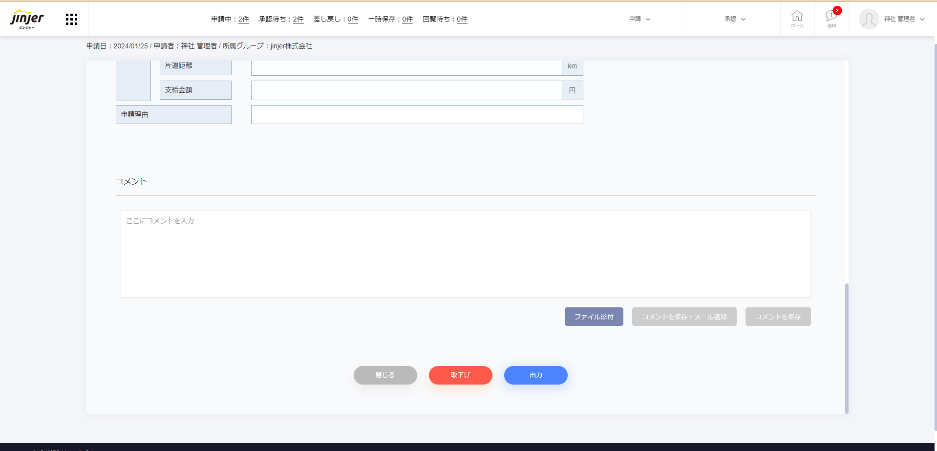 jinjer
ジンジャー
申請中：2件 承認待ち：2件 差し戻し：0件 一時保存：0件 回覧待ち：0件
申請
承認
ホーム
2
通知
神社 管理者
申請日：2024/01/25 / 申請者：神社 管理者 / 所属グループ：jinjer株式会社
片道距離
km
支給金額
円
申請理由
コメント
ここにコメントを入力
ファイル添付
コメントを保存・メール通知
コメントを保存
閉じる
取下げ
出力